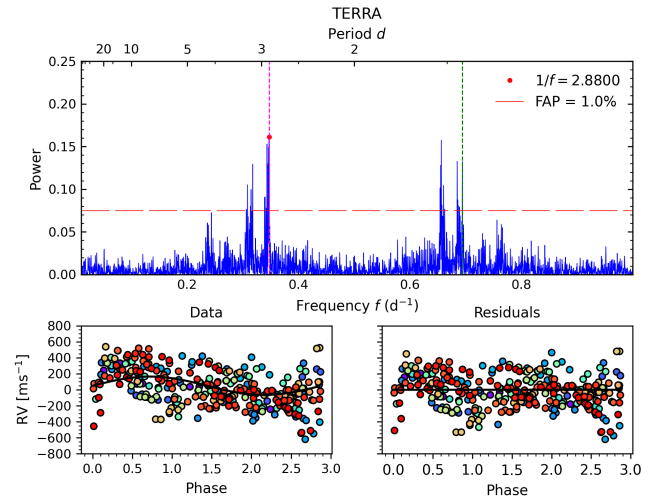 TERRA
Period d
20 10 5 3 2
0.25
0.20
0.15
0.10
0.05
0.00
Power
1/f = 2.8800
FAP = 1.0%
0.2 0.4 0.6 0.8
Frequency f (d⁻¹)
Data Residuals
800
600
400
200
0
−200
−400
−600
−800
RV [ms⁻¹]
0.0 0.5 1.0 1.5 2.0 2.5 3.0 0.0 0.5 1.0 1.5 2.0 2.5 3.0
Phase Phase